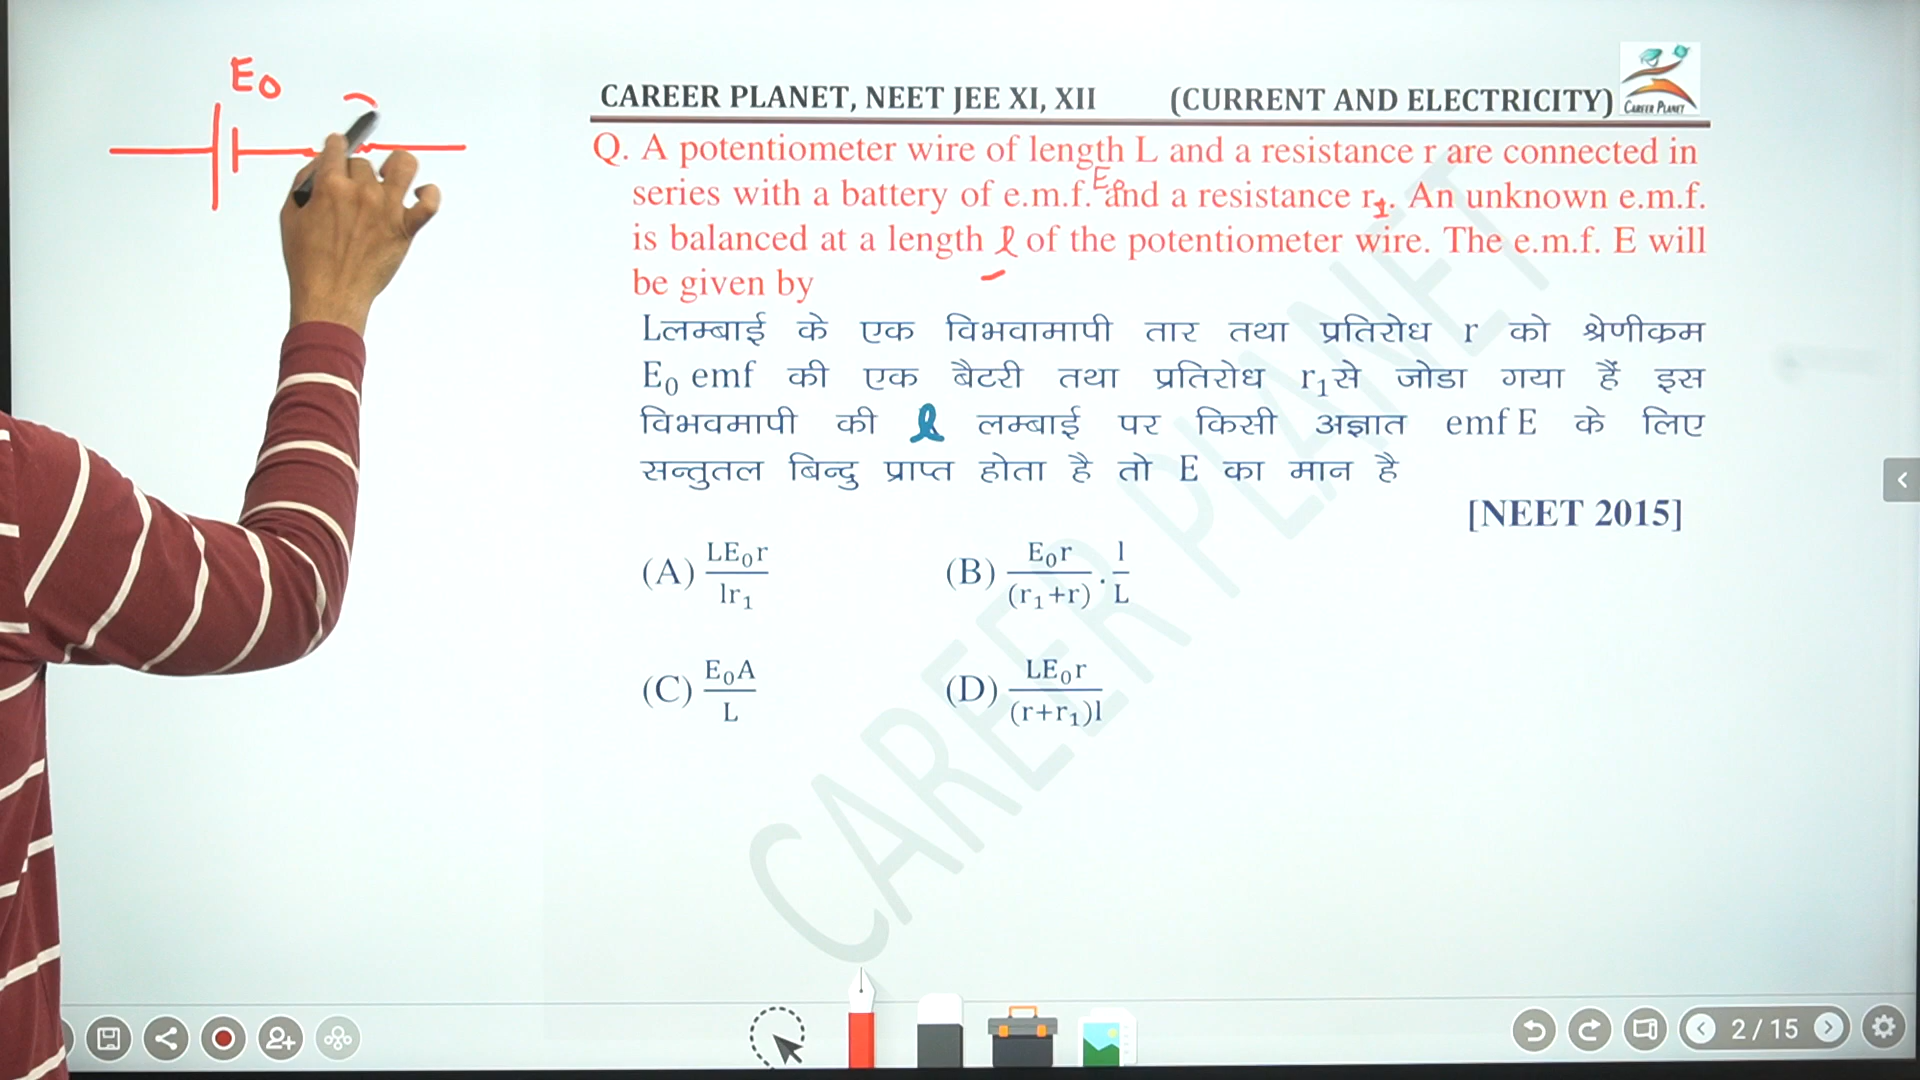 E0
CAREER PLANET, NEET JEE XI, XII (CURRENT AND ELECTRICITY)
CAREER PLANET
Q. A potentiometer wire of length L and a resistance r are connected in
series with a battery of e.m.f. E0 and a resistance r1. An unknown e.m.f.
is balanced at a length l of the potentiometer wire. The e.m.f. E will
be given by
Lलम्बाई के एक विभवामापी तार तथा प्रतिरोध r को श्रेणीक्रम
E0 emf की एक बैटरी तथा प्रतिरोध r1से जोडा गया हैं इस
विभवमापी की l लम्बाई पर किसी अज्ञात emf E के लिए
सन्तुतल बिन्दु प्राप्त होता है तो E का मान है
[NEET 2015]
(A) LE0r/lr1 (B) E0r/(r1+r) . l/L
(C) E0A/L (D) LE0r/(r+r1)l
CAREER PLANET
2 / 15